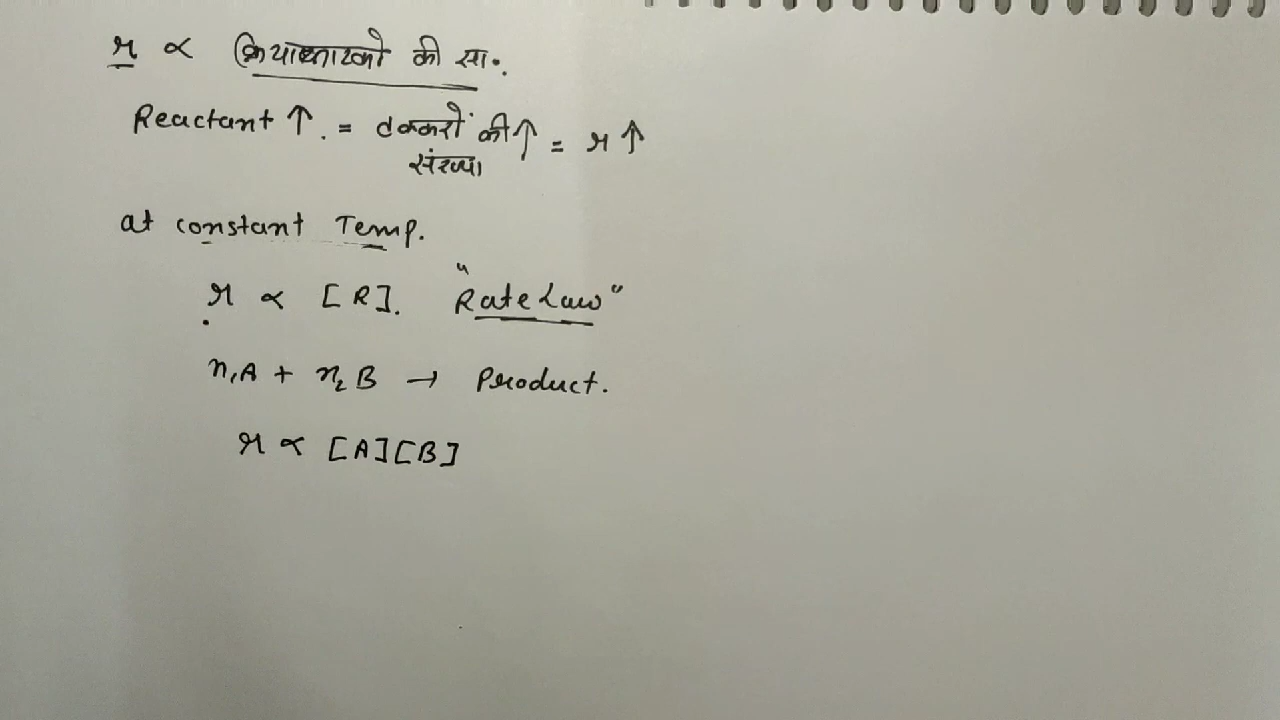 r ∝ क्रियाकारको की सा.
Reactant ↑. = टक्करों की ↑ = r ↑
संख्या
at constant Temp.
r ∝ [R]. "Rate Law"
n₁A + n₂B → Product.
r ∝ [A][B]